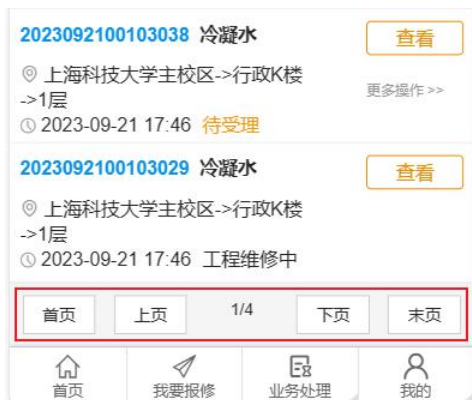 2023092100103038 冷凝水 查看
上海科技大学主校区->行政K楼
->1层
更多操作 >>
2023-09-21 17:46 待受理
2023092100103029 冷凝水 查看
上海科技大学主校区->行政K楼
->1层
2023-09-21 17:46 工程维修中
首页 上页 1/4 下页 末页
首页 我要报修 业务处理 我的